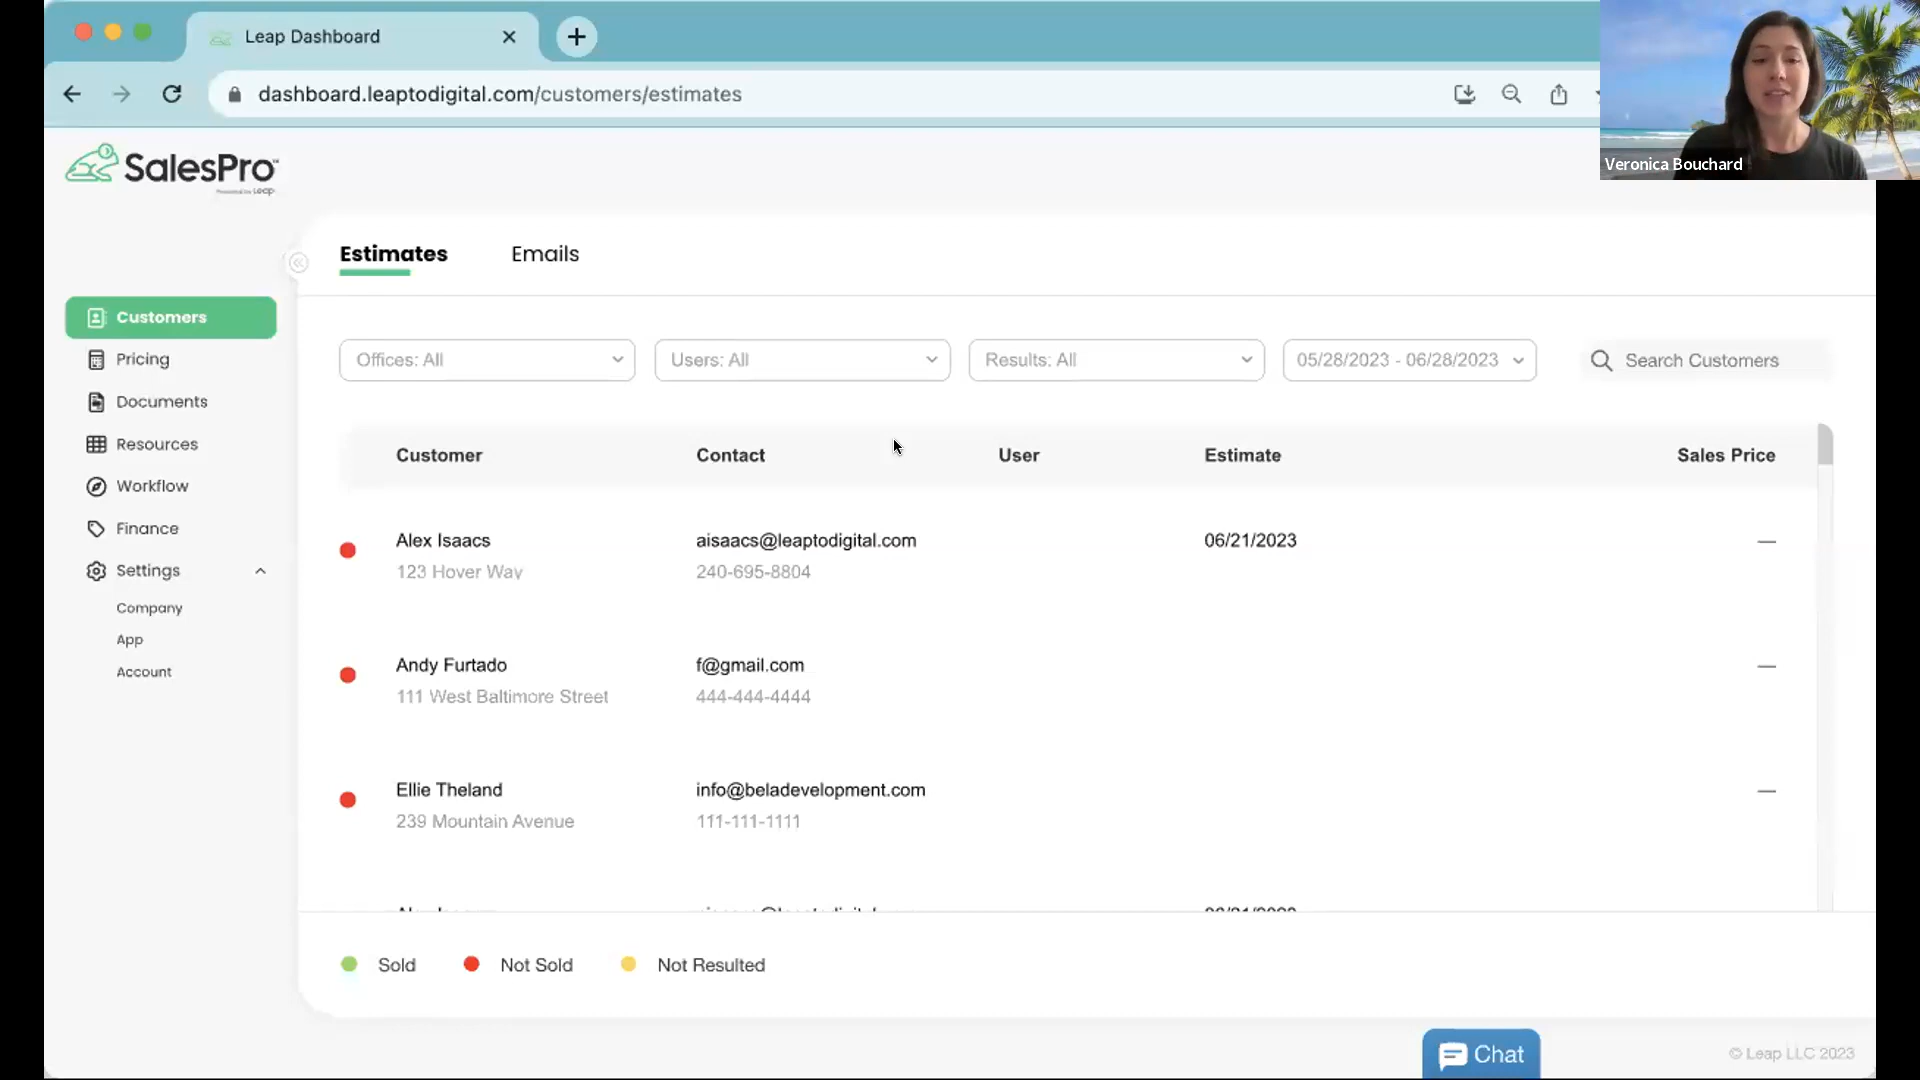 Leap Dashboard
dashboard.leaptodigital.com/customers/estimates
Veronica Bouchard
SalesPro
Powered by Leap
Estimates
Emails
Customers
Pricing
Documents
Resources
Workflow
Finance
Settings
Company
App
Account
Offices: All
Users: All
Results: All
05/28/2023 - 06/28/2023
Search Customers
Customer Contact User Estimate Sales Price
Alex Isaacs aisaacs@leaptodigital.com 06/21/2023 —
123 Hover Way 240-695-8804
Andy Furtado f@gmail.com —
111 West Baltimore Street 444-444-4444
Ellie Theland info@beladevelopment.com —
239 Mountain Avenue 111-111-1111
Sold Not Sold Not Resulted
Chat
© Leap LLC 2023